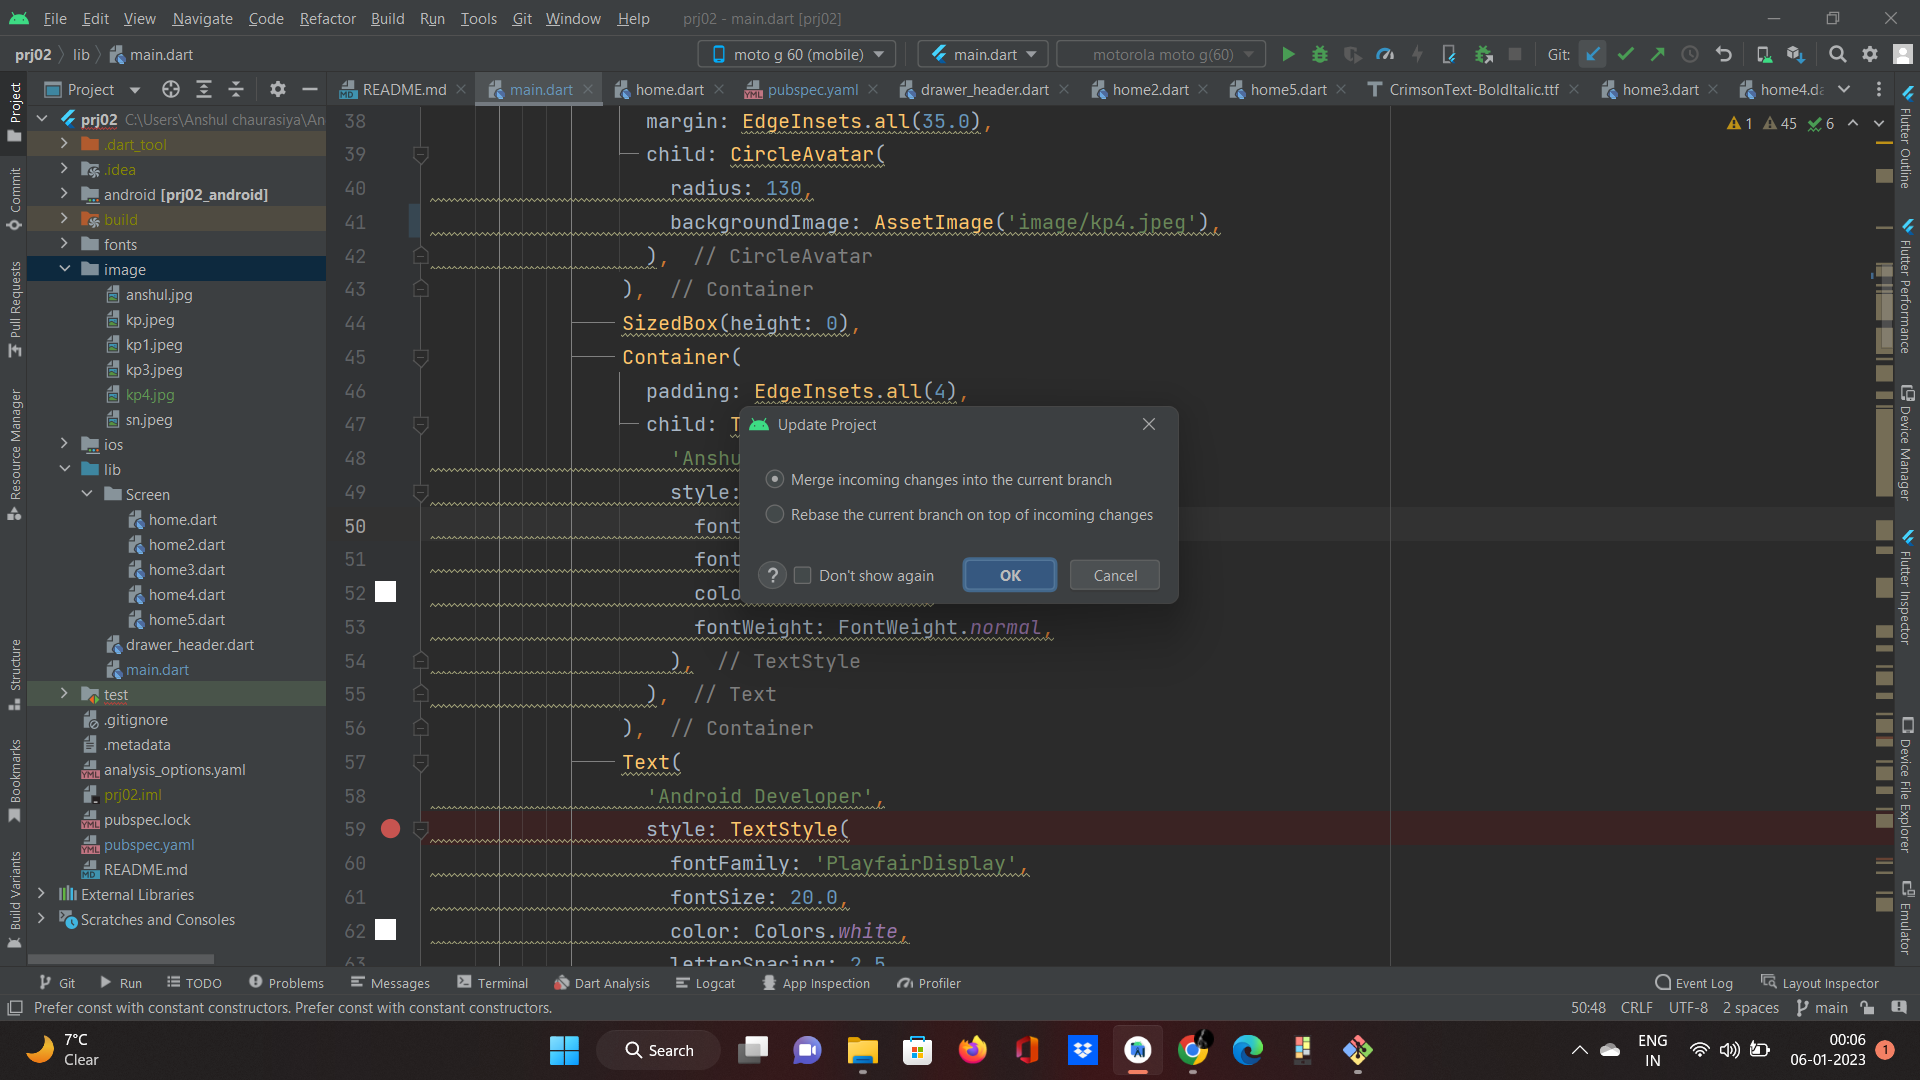 File Edit View Navigate Code Refactor Build Run Tools Git Window Help prj02 - main.dart [prj02]
prj02 lib main.dart moto g 60 (mobile) main.dart motorola moto g(60) Git:
Project README.md main.dart home.dart pubspec.yaml drawer_header.dart home2.dart home5.dart CrimsonText-BoldItalic.ttf home3.dart home4.da
prj02 C:\Users\Anshul chaurasiya\An
.dart_tool
.idea
android [prj02_android]
build
fonts
image
anshul.jpg
kp.jpeg
kp1.jpeg
kp3.jpeg
kp4.jpg
sn.jpeg
ios
lib
Screen
home.dart
home2.dart
home3.dart
home4.dart
home5.dart
drawer_header.dart
main.dart
test
.gitignore
.metadata
analysis_options.yaml
prj02.iml
pubspec.lock
pubspec.yaml
README.md
External Libraries
Scratches and Consoles
Project
Commit
Pull Requests
Resource Manager
Structure
Bookmarks
Build Variants
1 45 6
38 margin: EdgeInsets.all(35.0),
39 child: CircleAvatar(
40 radius: 130,
41 backgroundImage: AssetImage('image/kp4.jpeg'),
42 ), // CircleAvatar
43 ), // Container
44 SizedBox(height: 0),
45 Container(
46 padding: EdgeInsets.all(4),
47 child: T
48 'Anshu
49 style:
50 font
51 font
52 colo
53 fontWeight: FontWeight.normal,
54 ), // TextStyle
55 ), // Text
56 ), // Container
57 Text(
58 'Android Developer',
59 style: TextStyle(
60 fontFamily: 'PlayfairDisplay',
61 fontSize: 20.0,
62 color: Colors.white,
63 letterSpacing: 2.5
Update Project
Merge incoming changes into the current branch
Rebase the current branch on top of incoming changes
? Don't show again OK Cancel
Flutter Outline
Flutter Performance
Device Manager
Flutter Inspector
Device File Explorer
Emulator
Git Run TODO Problems Messages Terminal Dart Analysis Logcat App Inspection Profiler Event Log Layout Inspector
Prefer const with constant constructors. Prefer const with constant constructors. 50:48 CRLF UTF-8 2 spaces main
7°C
Clear
Search
ENG
IN
00:06
06-01-2023
1